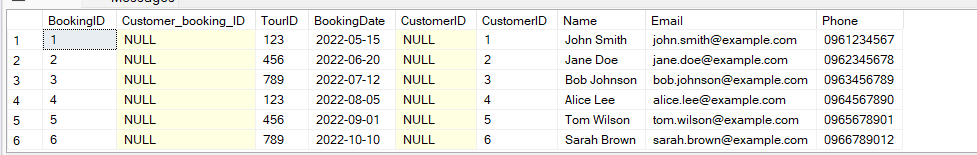 Messages
BookingID Customer_booking_ID TourID BookingDate CustomerID CustomerID Name Email Phone
1 1 NULL 123 2022-05-15 NULL 1 John Smith john.smith@example.com 0961234567
2 2 NULL 456 2022-06-20 NULL 2 Jane Doe jane.doe@example.com 0962345678
3 3 NULL 789 2022-07-12 NULL 3 Bob Johnson bob.johnson@example.com 0963456789
4 4 NULL 123 2022-08-05 NULL 4 Alice Lee alice.lee@example.com 0964567890
5 5 NULL 456 2022-09-01 NULL 5 Tom Wilson tom.wilson@example.com 0965678901
6 6 NULL 789 2022-10-10 NULL 6 Sarah Brown sarah.brown@example.com 0966789013